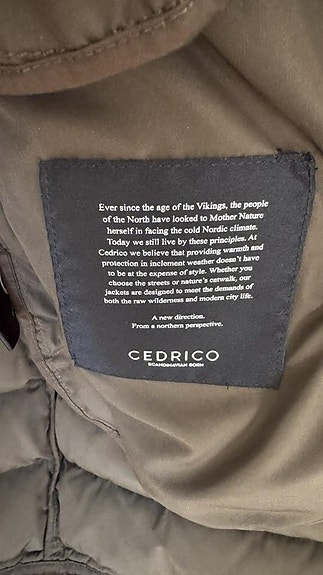 Ever since the age of the Vikings, the people
of the North have looked to Mother Nature
herself in facing the cold Nordic climate.
Today we still live by these principles. At
Cedrico we believe that providing warmth and
protection in inclement weather doesn't have
to be at the expense of style. Whether you
choose the streets or nature's catwalk, our
jackets are designed to meet the demands of
both the raw wilderness and modern city life.
A new direction.
From a northern perspective.
CEDRICO
SCANDINAVIAN BORN